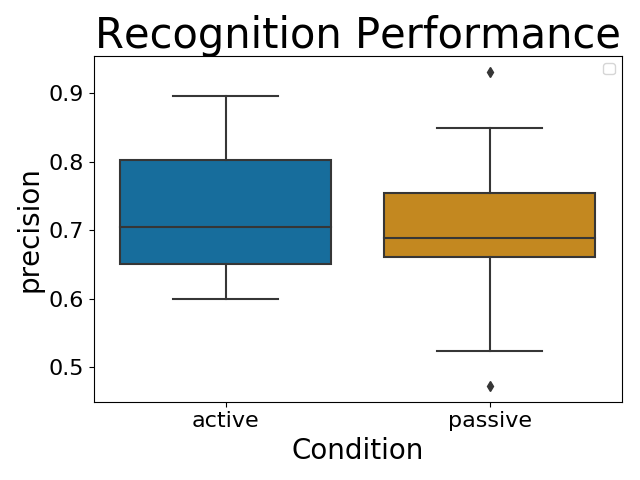 Recognition Performance
0.9
0.8
0.7
0.6
0.5
precision
active passive
Condition